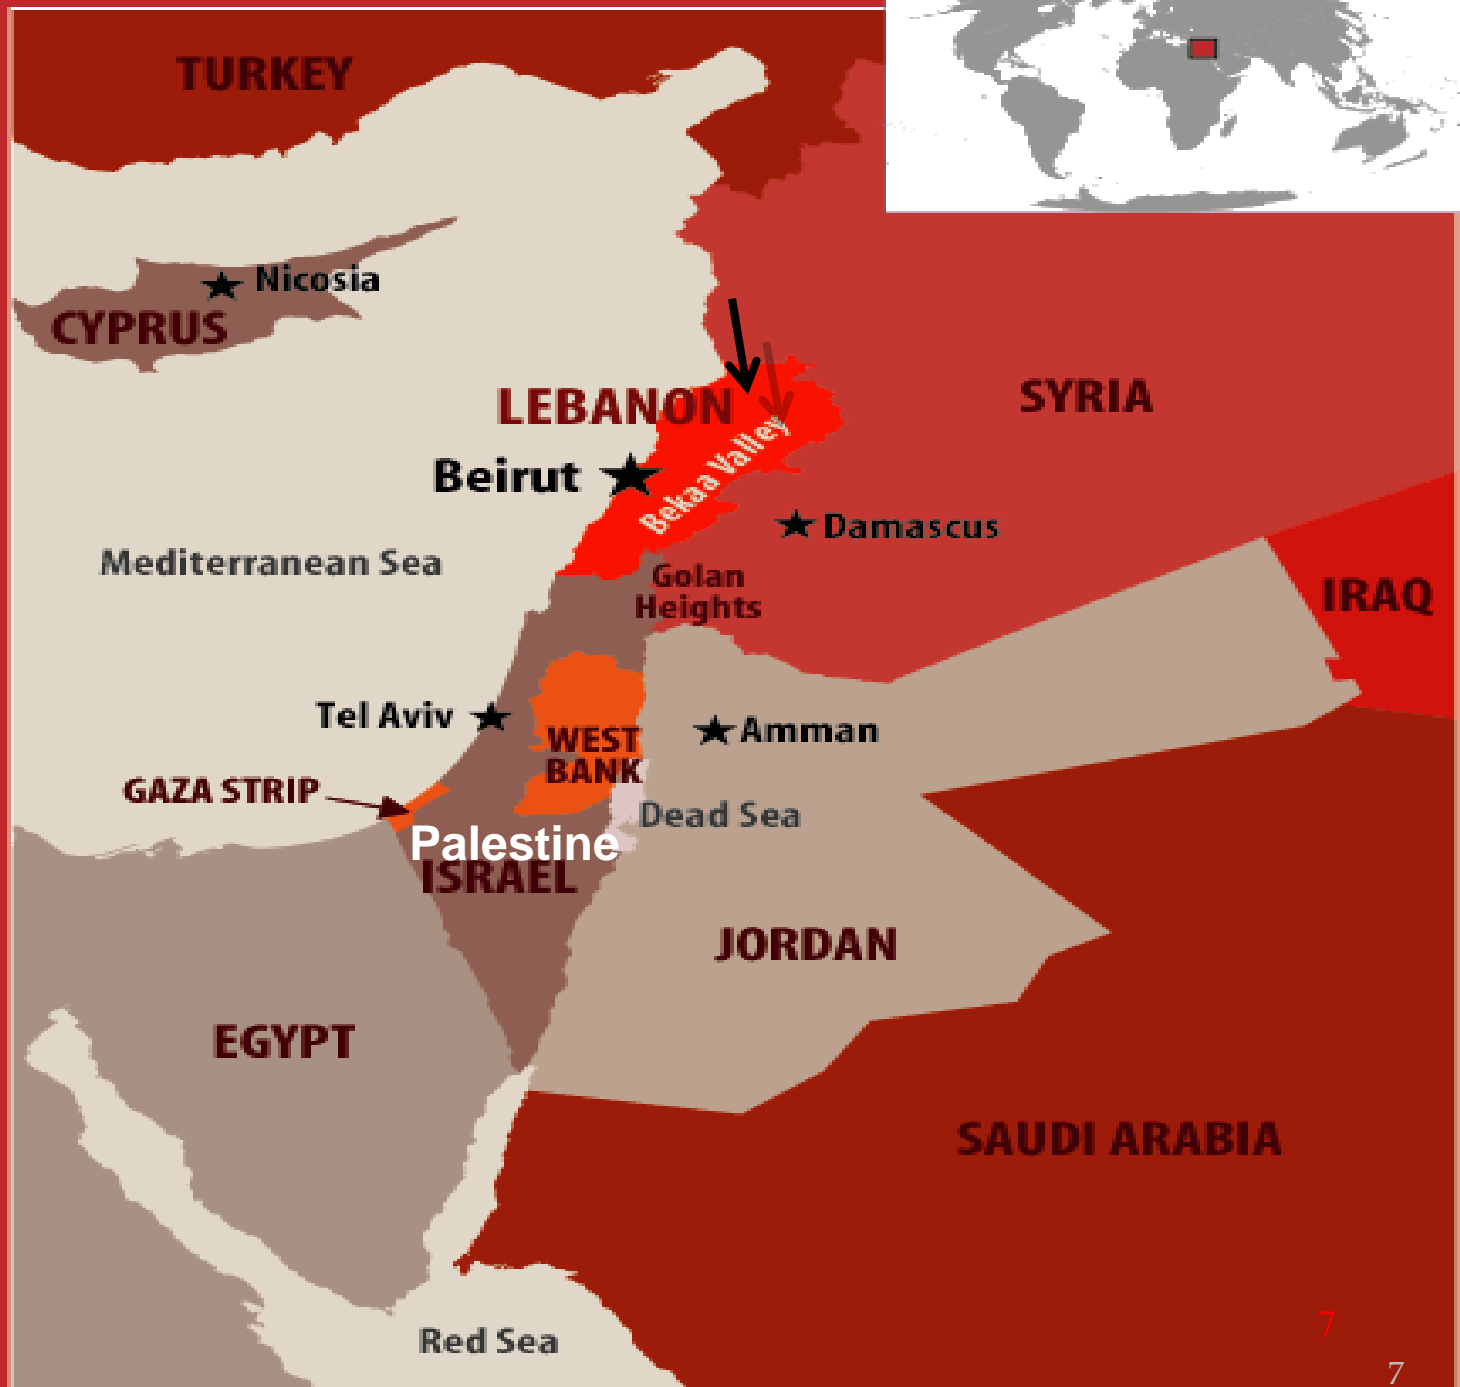 TURKEY
Nicosia
CYPRUS
LEBANON
SYRIA
Beirut
Bekaa Valley
Damascus
Mediterranean Sea
Golan
Heights
IRAQ
Tel Aviv
WEST
BANK
Amman
GAZA STRIP
Dead Sea
Palestine
ISRAEL
JORDAN
EGYPT
SAUDI ARABIA
Red Sea
7
7